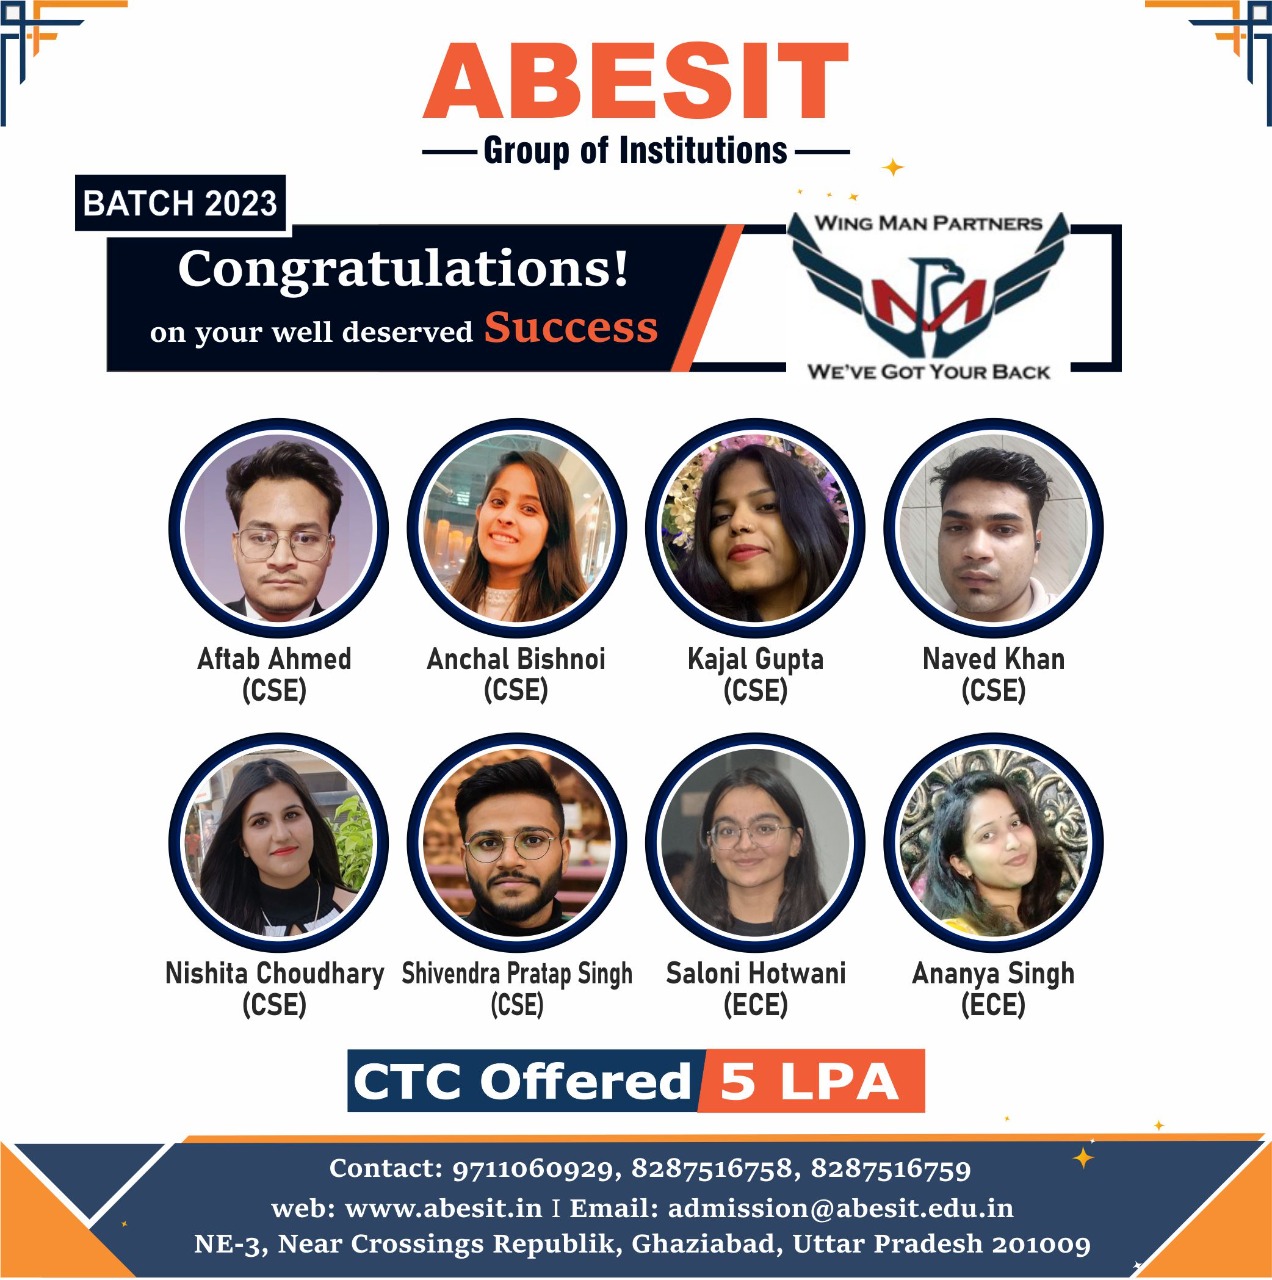 ABESIT
Group of Institutions
BATCH 2023
Congratulations!
on your well deserved Success
WING MAN PARTNERS
WE'VE GOT YOUR BACK
Aftab Ahmed
(CSE)
Anchal Bishnoi
(CSE)
Kajal Gupta
(CSE)
Naved Khan
(CSE)
Nishita Choudhary
(CSE)
Shivendra Pratap Singh
(CSE)
Saloni Hotwani
(ECE)
Ananya Singh
(ECE)
CTC Offered 5 LPA
Contact: 9711060929, 8287516758, 8287516759
web: www.abesit.in I Email: admission@abesit.edu.in
NE-3, Near Crossings Republik, Ghaziabad, Uttar Pradesh 201009